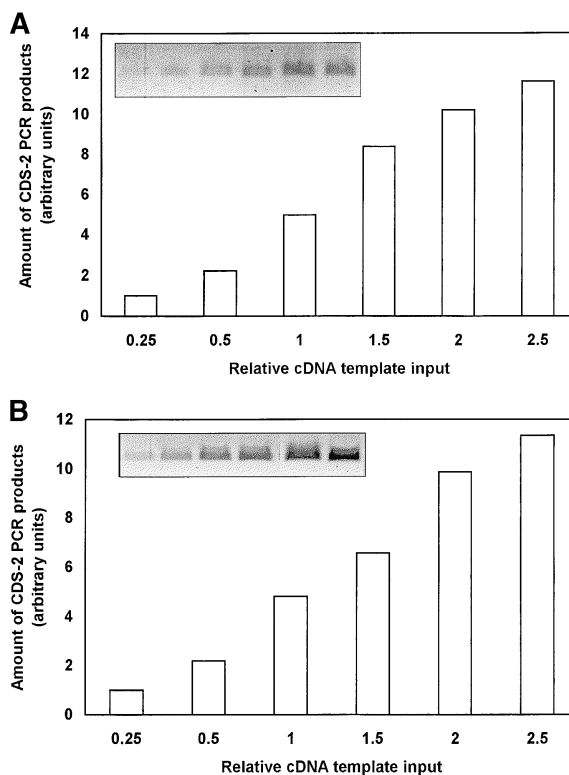 A
Amount of CDS-2 PCR products
(arbitrary units)
14
12
10
8
6
4
2
0
0.25 0.5 1 1.5 2 2.5
Relative cDNA template input
B
Amount of CDS-2 PCR products
(arbitrary units)
12
10
8
6
4
2
0
0.25 0.5 1 1.5 2 2.5
Relative cDNA template input